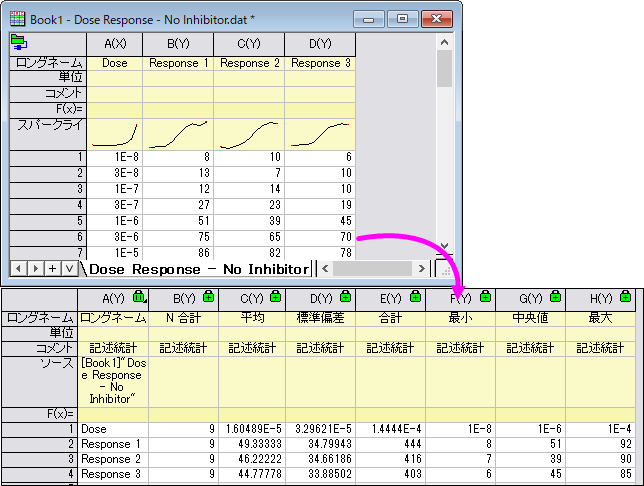 Book1 - Dose Response - No Inhibitor.dat *
A(X) B(Y) C(Y) D(Y)
ロングネーム Dose Response 1 Response 2 Response 3
単位
コメント
F(x)=
スパークライ
1 1E-8 8 10 6
2 3E-8 13 7 10
3 1E-7 12 14 10
4 3E-7 27 23 19
5 1E-6 51 39 45
6 3E-6 75 65 70
7 1E-5 86 82 78
Dose Response - No Inhibitor
A(Y) B(Y) C(Y) D(Y) E(Y) F(Y) G(Y) H(Y)
ロングネーム ロングネーム N 合計 平均 標準偏差 合計 最小 中央値 最大
単位
コメント 記述統計 記述統計 記述統計 記述統計 記述統計 記述統計 記述統計
ソース [Book1]"Dos
e Response
- No
Inhibitor"
F(x)=
1 Dose 9 1.60489E-5 3.29621E-5 1.4444E-4 1E-8 1E-6 1E-4
2 Response 1 9 49.33333 34.79943 444 8 51 92
3 Response 2 9 46.22222 34.66186 416 7 39 90
4 Response 3 9 44.77778 33.88502 403 6 45 85